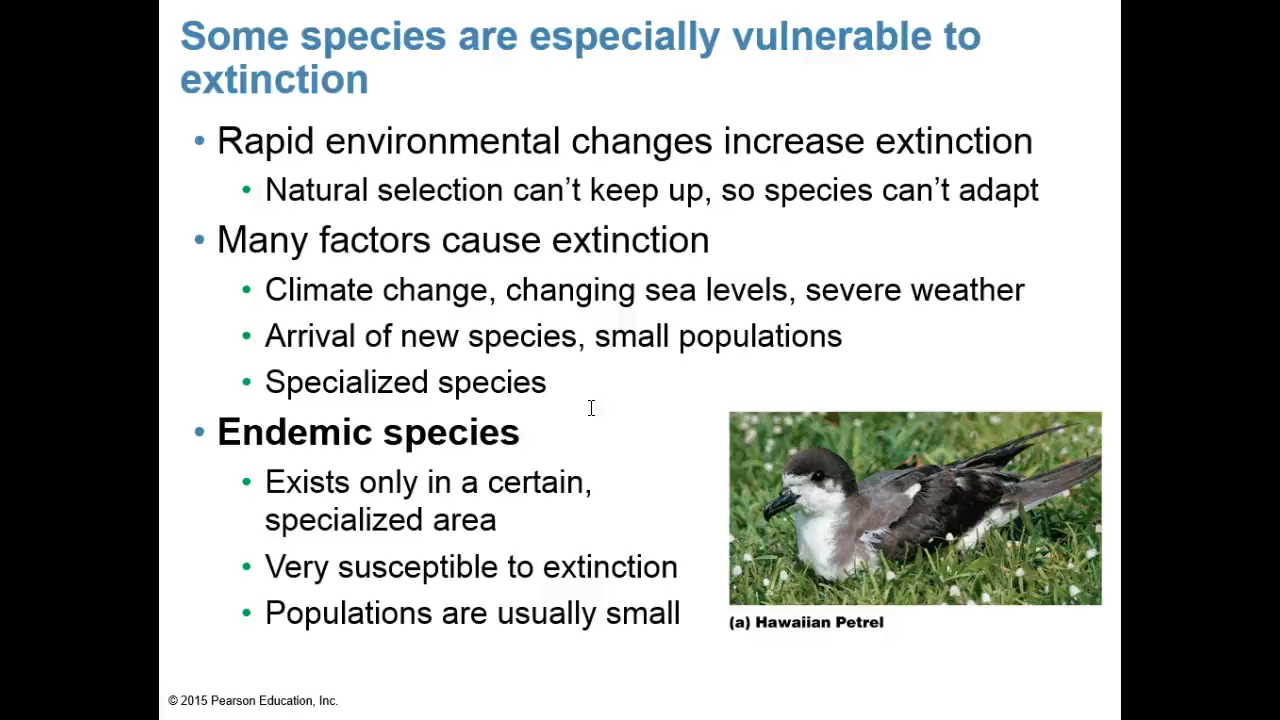 Some species are especially vulnerable to
extinction
• Rapid environmental changes increase extinction
• Natural selection can’t keep up, so species can’t adapt
• Many factors cause extinction
• Climate change, changing sea levels, severe weather
• Arrival of new species, small populations
• Specialized species
• Endemic species
• Exists only in a certain,
specialized area
• Very susceptible to extinction
• Populations are usually small
(a) Hawaiian Petrel
© 2015 Pearson Education, Inc.